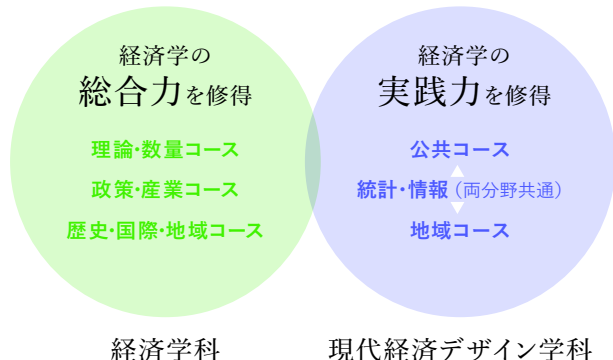 経済学の
総合力を修得
理論・数量コース
政策・産業コース
歴史・国際・地域コース
経済学科
経済学の
実践力を修得
公共コース
統計・情報（両分野共通）
地域コース
現代経済デザイン学科